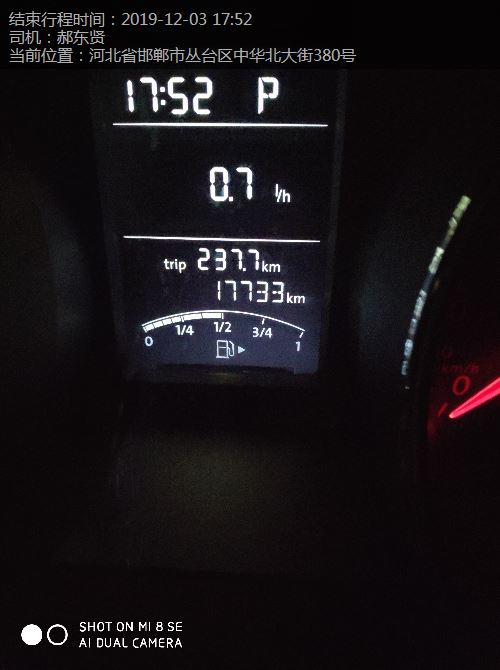 结束行程时间：2019-12-03 17:52
司机：郝东贤
当前位置：河北省邯郸市丛台区中华北大街380号
17:52 P
0.7 l/h
trip 237.7 km
17733 km
0 1/4 1/2 3/4 1
km/h
0
SHOT ON MI 8 SE
AI DUAL CAMERA